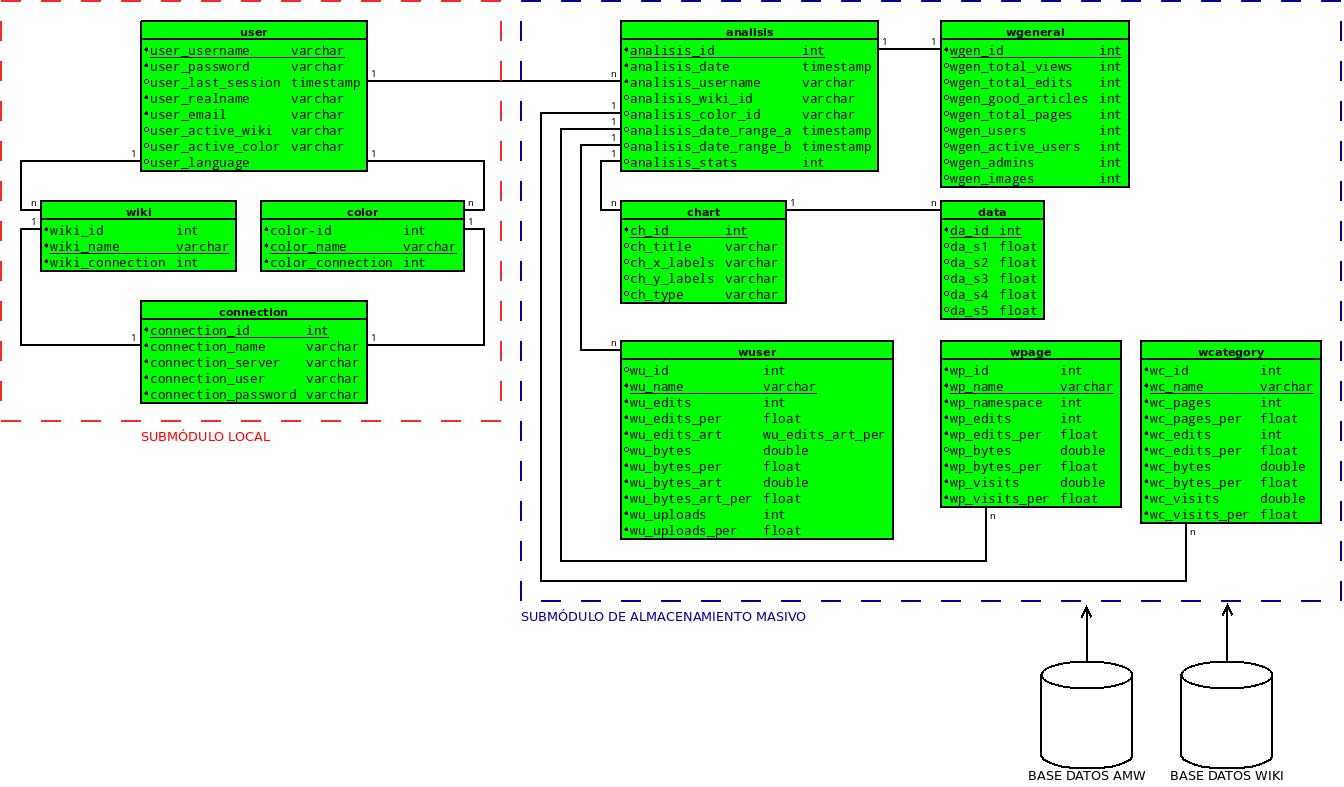 user
user_username varchar
user_password varchar
user_last_session timestamp
user_realname varchar
user_email varchar
user_active_wiki varchar
user_active_color varchar
user_language
1
1
1
n
n
wiki
wiki_id int
wiki_name varchar
wiki_connection int
1
color
color-id int
color_name varchar
color_connection int
1
connection
connection_id int
connection_name varchar
connection_server varchar
connection_user varchar
connection_password varchar
1
1
SUBMÓDULO LOCAL
analisis
analisis_id int
analisis_date timestamp
analisis_username varchar
analisis_wiki_id varchar
analisis_color_id varchar
analisis_date_range_a timestamp
analisis_date_range_b timestamp
analisis_stats int
n
1
1
1
1
1
1
wgeneral
wgen_id int
wgen_total_views int
wgen_total_edits int
wgen_good_articles int
wgen_total_pages int
wgen_users int
wgen_active_users int
wgen_admins int
wgen_images int
n
chart
ch_id int
ch_title varchar
ch_x_labels varchar
ch_y_labels varchar
ch_type varchar
1
n
data
da_id int
da_s1 float
da_s2 float
da_s3 float
da_s4 float
da_s5 float
n
wuser
wu_id int
wu_name varchar
wu_edits int
wu_edits_per float
wu_edits_art wu_edits_art_per
wu_bytes double
wu_bytes_per float
wu_bytes_art double
wu_bytes_art_per float
wu_uploads int
wu_uploads_per float
wpage
wp_id int
wp_name varchar
wp_namespace int
wp_edits int
wp_edits_per float
wp_bytes double
wp_bytes_per float
wp_visits double
wp_visits_per float
n
wcategory
wc_id int
wc_name varchar
wc_pages int
wc_pages_per float
wc_edits int
wc_edits_per float
wc_bytes double
wc_bytes_per float
wc_visits double
wc_visits_per float
n
SUBMÓDULO DE ALMACENAMIENTO MASIVO
BASE DATOS AMW
BASE DATOS WIKI